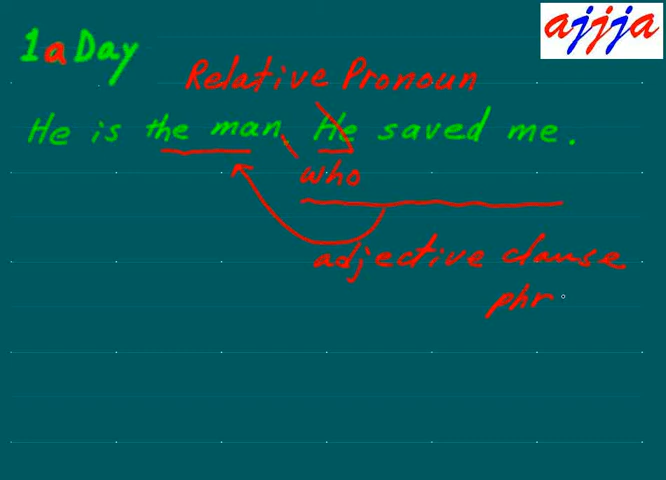 ajjja
1a Day
Relative Pronoun
He is the man. He saved me.
who
adjective clause
phr